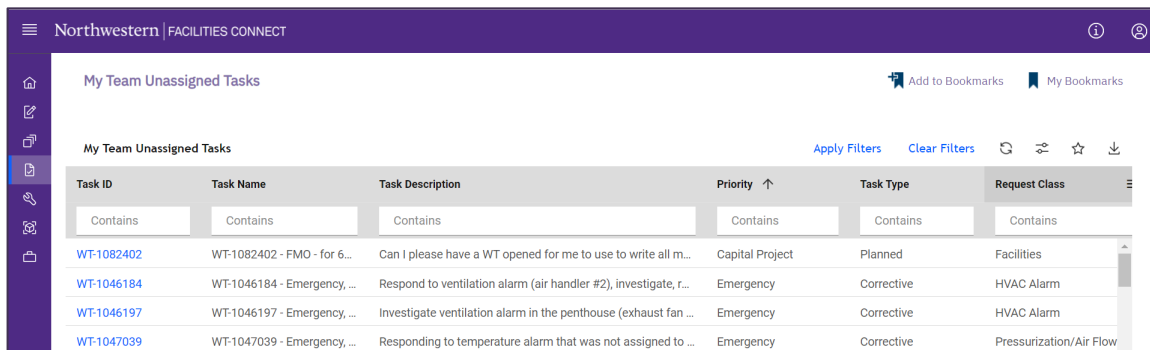 Northwestern | FACILITIES CONNECT
My Team Unassigned Tasks
Add to Bookmarks
My Bookmarks
My Team Unassigned Tasks
Apply Filters
Clear Filters
Task ID Task Name Task Description Priority ↑ Task Type Request Class
Contains Contains Contains Contains Contains Contains
WT-1082402 WT-1082402 - FMO - for 6... Can I please have a WT opened for me to use to write all m... Capital Project Planned Facilities
WT-1046184 WT-1046184 - Emergency, ... Respond to ventilation alarm (air handler #2), investigate, r... Emergency Corrective HVAC Alarm
WT-1046197 WT-1046197 - Emergency, ... Investigate ventilation alarm in the penthouse (exhaust fan ... Emergency Corrective HVAC Alarm
WT-1047039 WT-1047039 - Emergency, ... Responding to temperature alarm that was not assigned to ... Emergency Corrective Pressurization/Air Flow